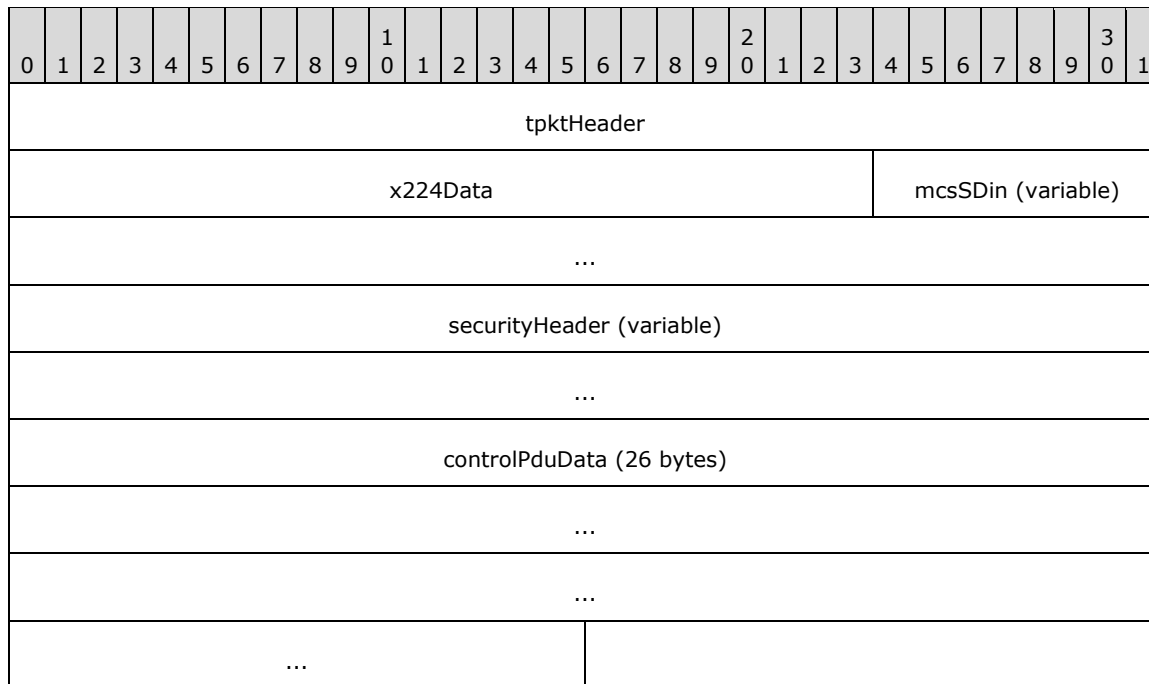 1 2 3
0 1 2 3 4 5 6 7 8 9 0 1 2 3 4 5 6 7 8 9 0 1 2 3 4 5 6 7 8 9 0 1
tpktHeader
x224Data mcsSDin (variable)
...
securityHeader (variable)
...
controlPduData (26 bytes)
...
...
...